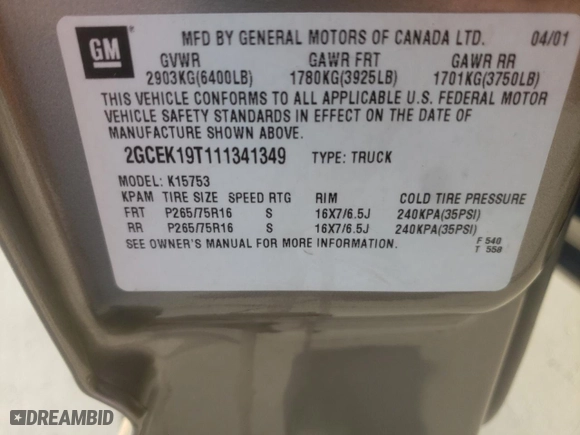 GM
MFD BY GENERAL MOTORS OF CANADA LTD. 04/01
GVWR GAWR FRT GAWR RR
2903KG(6400LB) 1780KG(3925LB) 1701KG(3750LB)
THIS VEHICLE CONFORMS TO ALL APPLICABLE U.S. FEDERAL MOTOR
VEHICLE SAFETY STANDARDS IN EFFECT ON THE DATE OF
MANUFACTURE SHOWN ABOVE.
2GCEK19T111341349 TYPE: TRUCK
MODEL: K15753
KPAM TIRE SIZE SPEED RTG RIM COLD TIRE PRESSURE
FRT P265/75R16 S 16X7/6.5J 240KPA(35PSI)
RR P265/75R16 S 16X7/6.5J 240KPA(35PSI)
SEE OWNER'S MANUAL FOR MORE INFORMATION.
F 540
T 550
DREAMBID